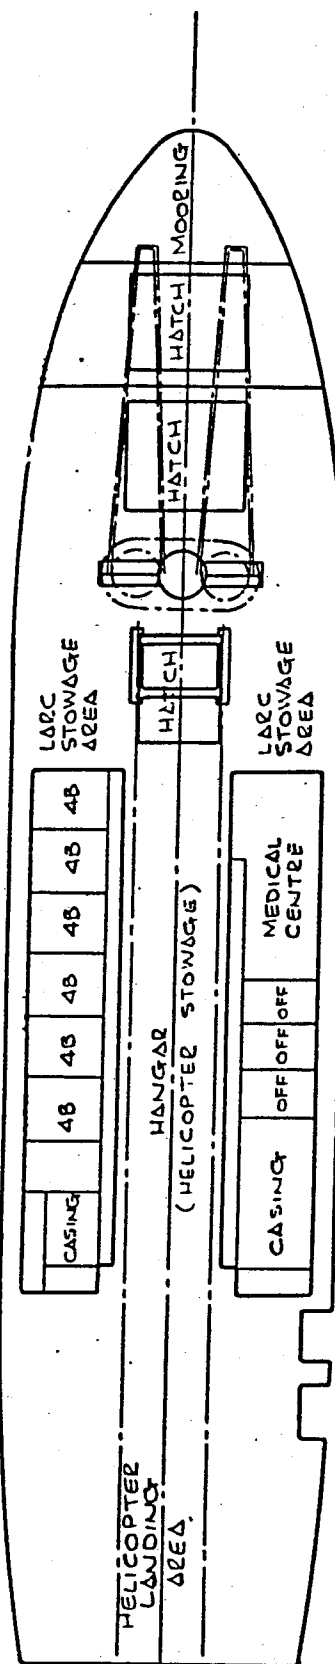 MOORING
HATCH
HATCH
HATCH
LARC
STOWAGE
AREA
LARC
STOWAGE
AREA
4B
4B
4B
4B
4B
4B
CASING
HANGAR
(HELICOPTER STOWAGE)
MEDICAL
CENTRE
OFF
OFF
OFF
CASING
HELICOPTER
LANDING
AREA.